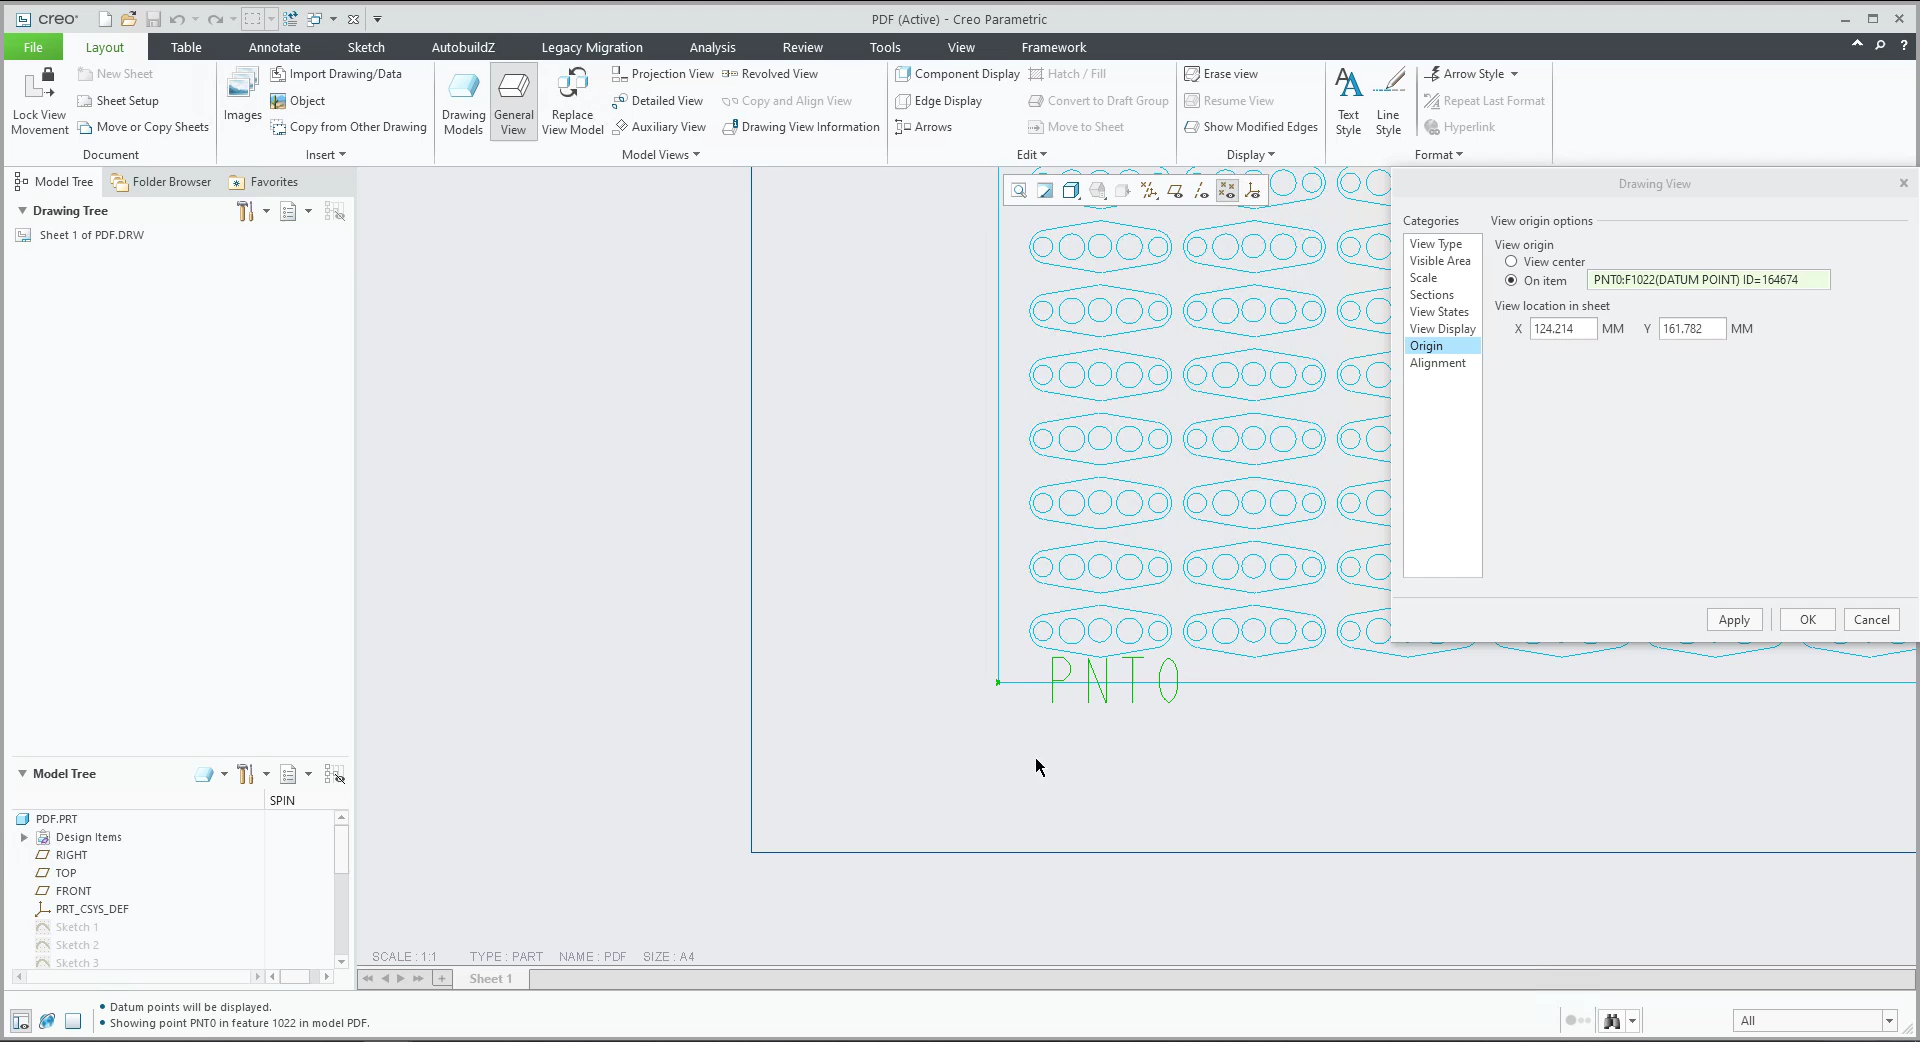 creo®
PDF (Active) - Creo Parametric
File
Layout
Table
Annotate
Sketch
AutobuildZ
Legacy Migration
Analysis
Review
Tools
View
Framework
?
Lock View
Movement
New Sheet
Sheet Setup
Move or Copy Sheets
Document
Images
Import Drawing/Data
Object
Copy from Other Drawing
Insert
Drawing
Models
General
View
Replace
View Model
Projection View
Detailed View
Auxiliary View
Revolved View
Copy and Align View
Drawing View Information
Model Views
Component Display
Edge Display
Arrows
Hatch / Fill
Convert to Draft Group
Move to Sheet
Edit
Erase view
Resume View
Show Modified Edges
Display
Text
Style
Line
Style
Arrow Style
Repeat Last Format
Hyperlink
Format
Model Tree
Folder Browser
Favorites
Drawing Tree
Sheet 1 of PDF.DRW
Drawing View
Categories
View Type
Visible Area
Scale
Sections
View States
View Display
Origin
Alignment
View origin options
View origin
View center
On item
PNT0:F1022(DATUM POINT) ID=164674
View location in sheet
X 124.214 MM Y 161.782 MM
Apply
OK
Cancel
PNT0
Model Tree
SPIN
PDF.PRT
Design Items
RIGHT
TOP
FRONT
PRT_CSYS_DEF
Sketch 1
Sketch 2
Sketch 3
SCALE : 1:1 TYPE : PART NAME : PDF SIZE : A4
Sheet 1
• Datum points will be displayed.
• Showing point PNT0 in feature 1022 in model PDF.
All